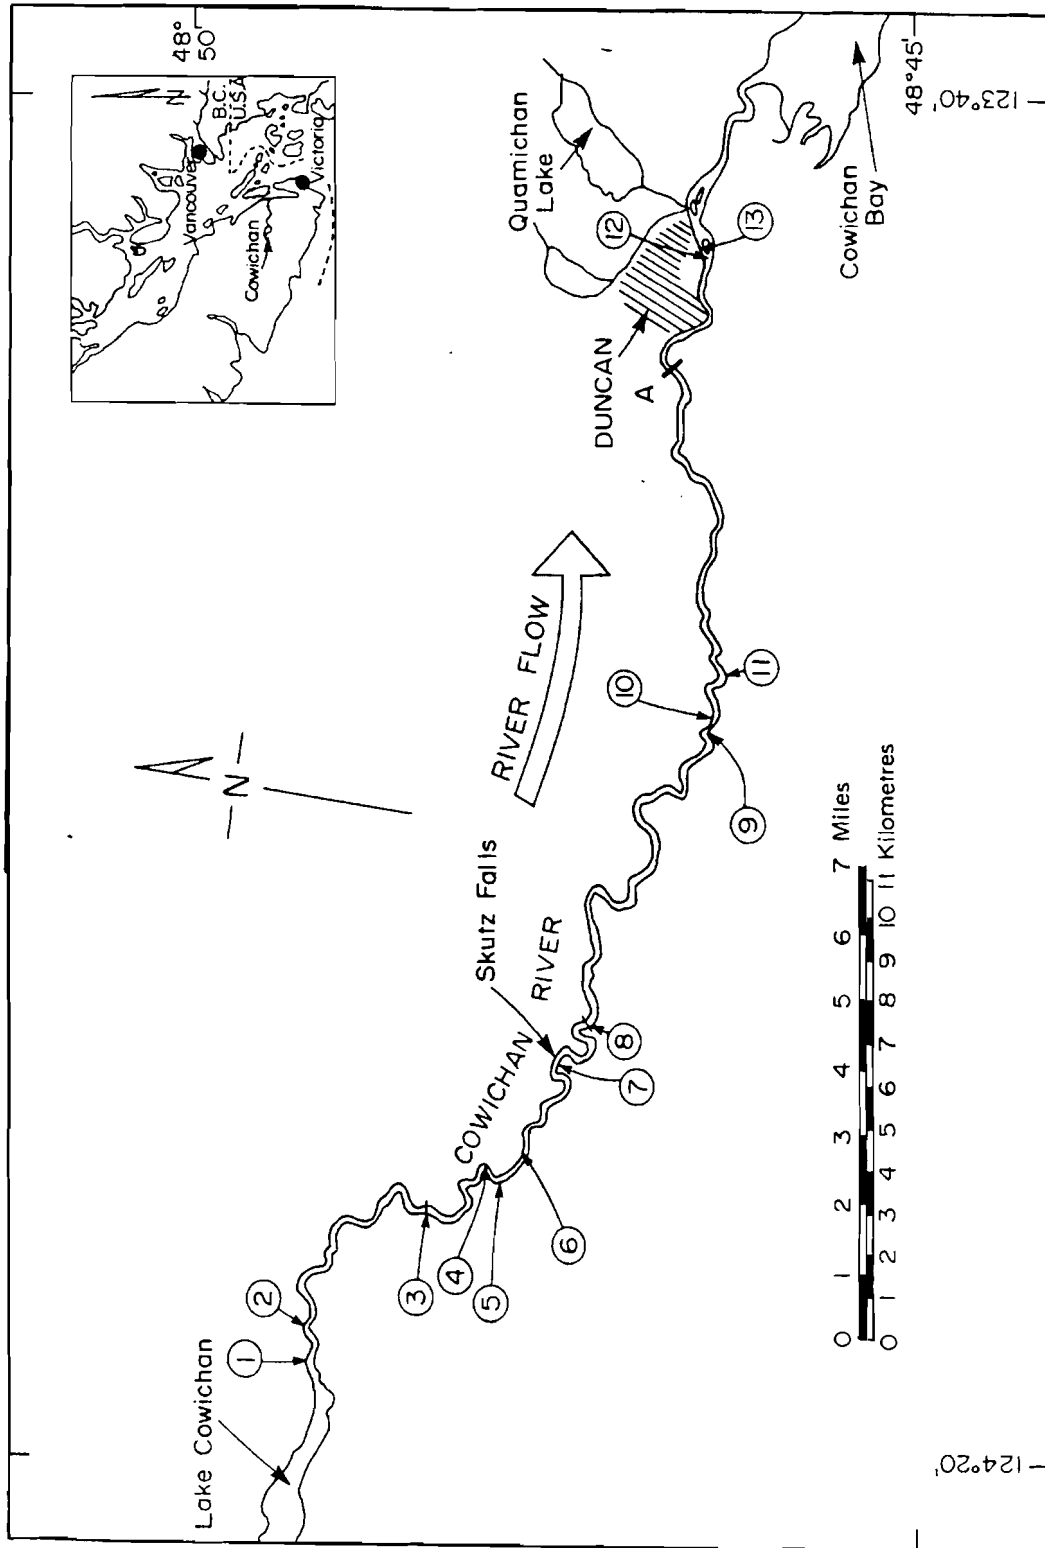 Lake Cowichan
1
2
3
4
5
6
7
8
9
10
11
12
13
COWICHAN
RIVER
Skutz Falls
RIVER FLOW
-N-
A
DUNCAN
Quamichan
Lake
Cowichan
Bay
0 1 2 3 4 5 6 7 Miles
0 1 2 3 4 5 6 7 8 9 10 11 Kilometres
48°
50'
48°45'
123°40'
124°20'
N
B.C.
U.S.A
Vancouver
Victoria
Cowichan